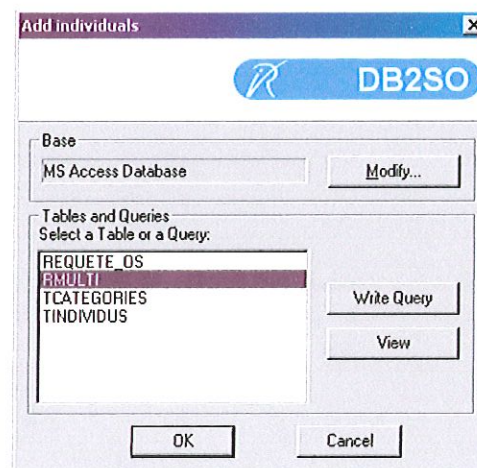 Add individuals
DB2SO
Base
MS Access Database
Modify...
Tables and Queries
Select a Table or a Query:
REQUETE_OS
RMULTI
TCATEGORIES
TINDIVIDUS
Write Query
View
OK
Cancel